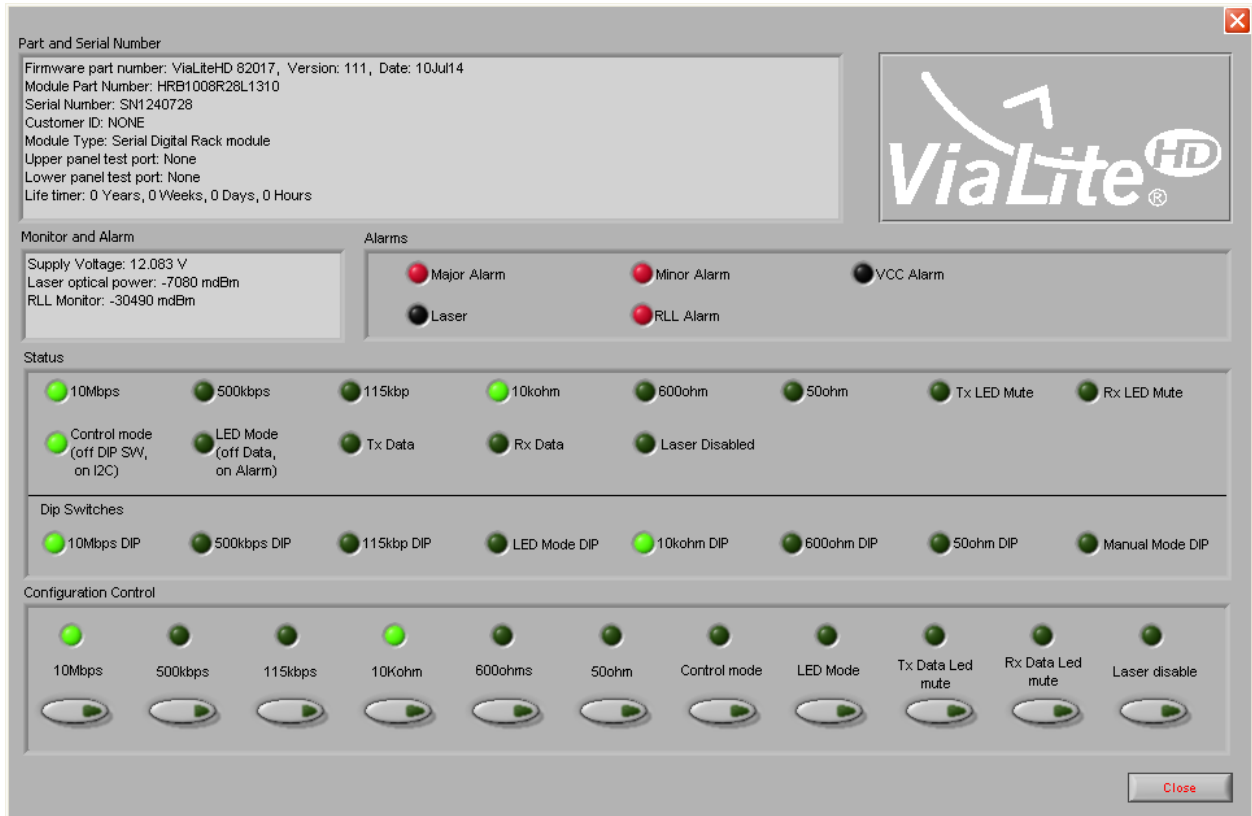 Part and Serial Number
Firmware part number: ViaLiteHD 82017, Version: 111, Date: 10Jul14
Module Part Number: HRB1008R28L1310
Serial Number: SN1240728
Customer ID: NONE
Module Type: Serial Digital Rack module
Upper panel test port: None
Lower panel test port: None
Life timer: 0 Years, 0 Weeks, 0 Days, 0 Hours
ViaLite HD ®
Monitor and Alarm
Supply Voltage: 12.083 V
Laser optical power: -7080 mdBm
RLL Monitor: -30490 mdBm
Alarms
Major Alarm
Minor Alarm
VCC Alarm
Laser
RLL Alarm
Status
10Mbps
500kbps
115kbp
10kohm
600ohm
50ohm
Tx LED Mute
Rx LED Mute
Control mode
(off DIP SW,
on I2C)
LED Mode
(off Data,
on Alarm)
Tx Data
Rx Data
Laser Disabled
Dip Switches
10Mbps DIP
500kbps DIP
115kbp DIP
LED Mode DIP
10kohm DIP
600ohm DIP
50ohm DIP
Manual Mode DIP
Configuration Control
10Mbps
500kbps
115kbps
10Kohm
600ohms
50ohm
Control mode
LED Mode
Tx Data Led
mute
Rx Data Led
mute
Laser disable
Close